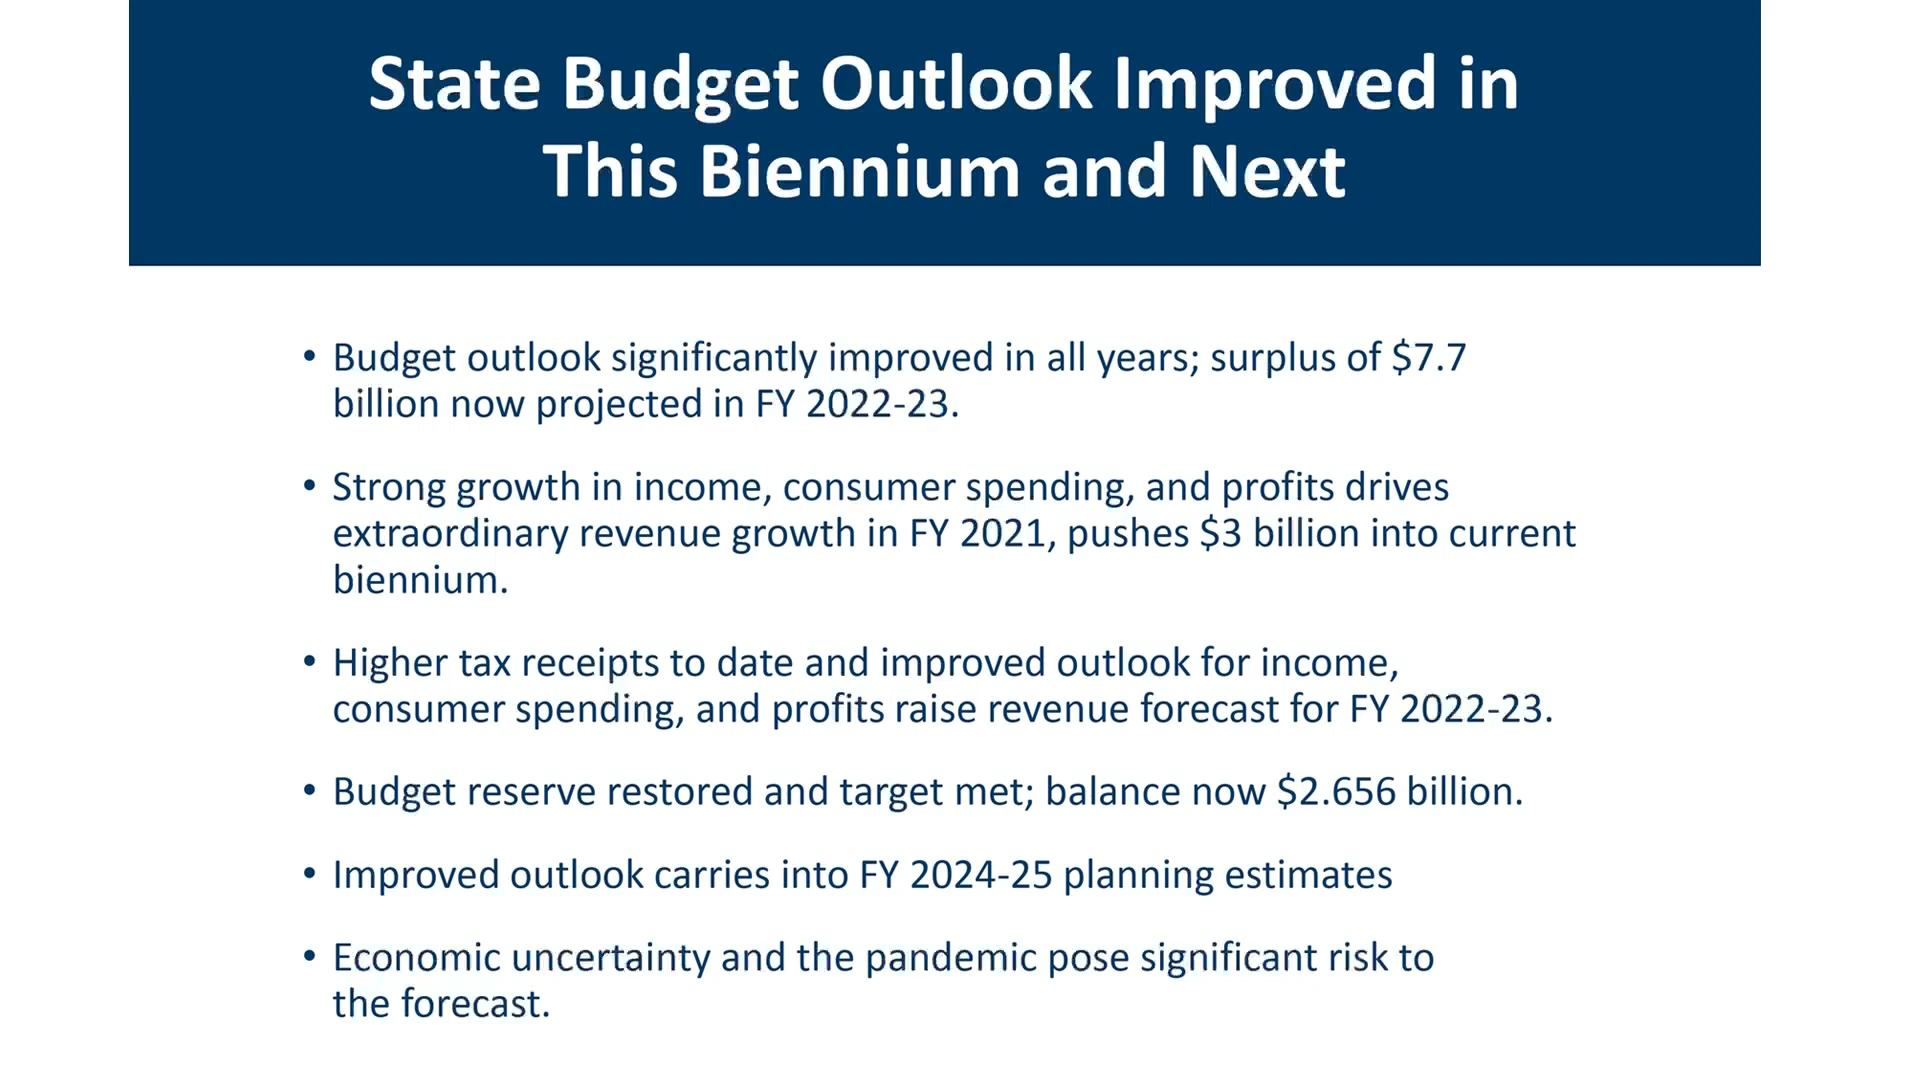 State Budget Outlook Improved in
This Biennium and Next
• Budget outlook significantly improved in all years; surplus of $7.7
billion now projected in FY 2022-23.
• Strong growth in income, consumer spending, and profits drives
extraordinary revenue growth in FY 2021, pushes $3 billion into current
biennium.
• Higher tax receipts to date and improved outlook for income,
consumer spending, and profits raise revenue forecast for FY 2022-23.
• Budget reserve restored and target met; balance now $2.656 billion.
• Improved outlook carries into FY 2024-25 planning estimates
• Economic uncertainty and the pandemic pose significant risk to
the forecast.